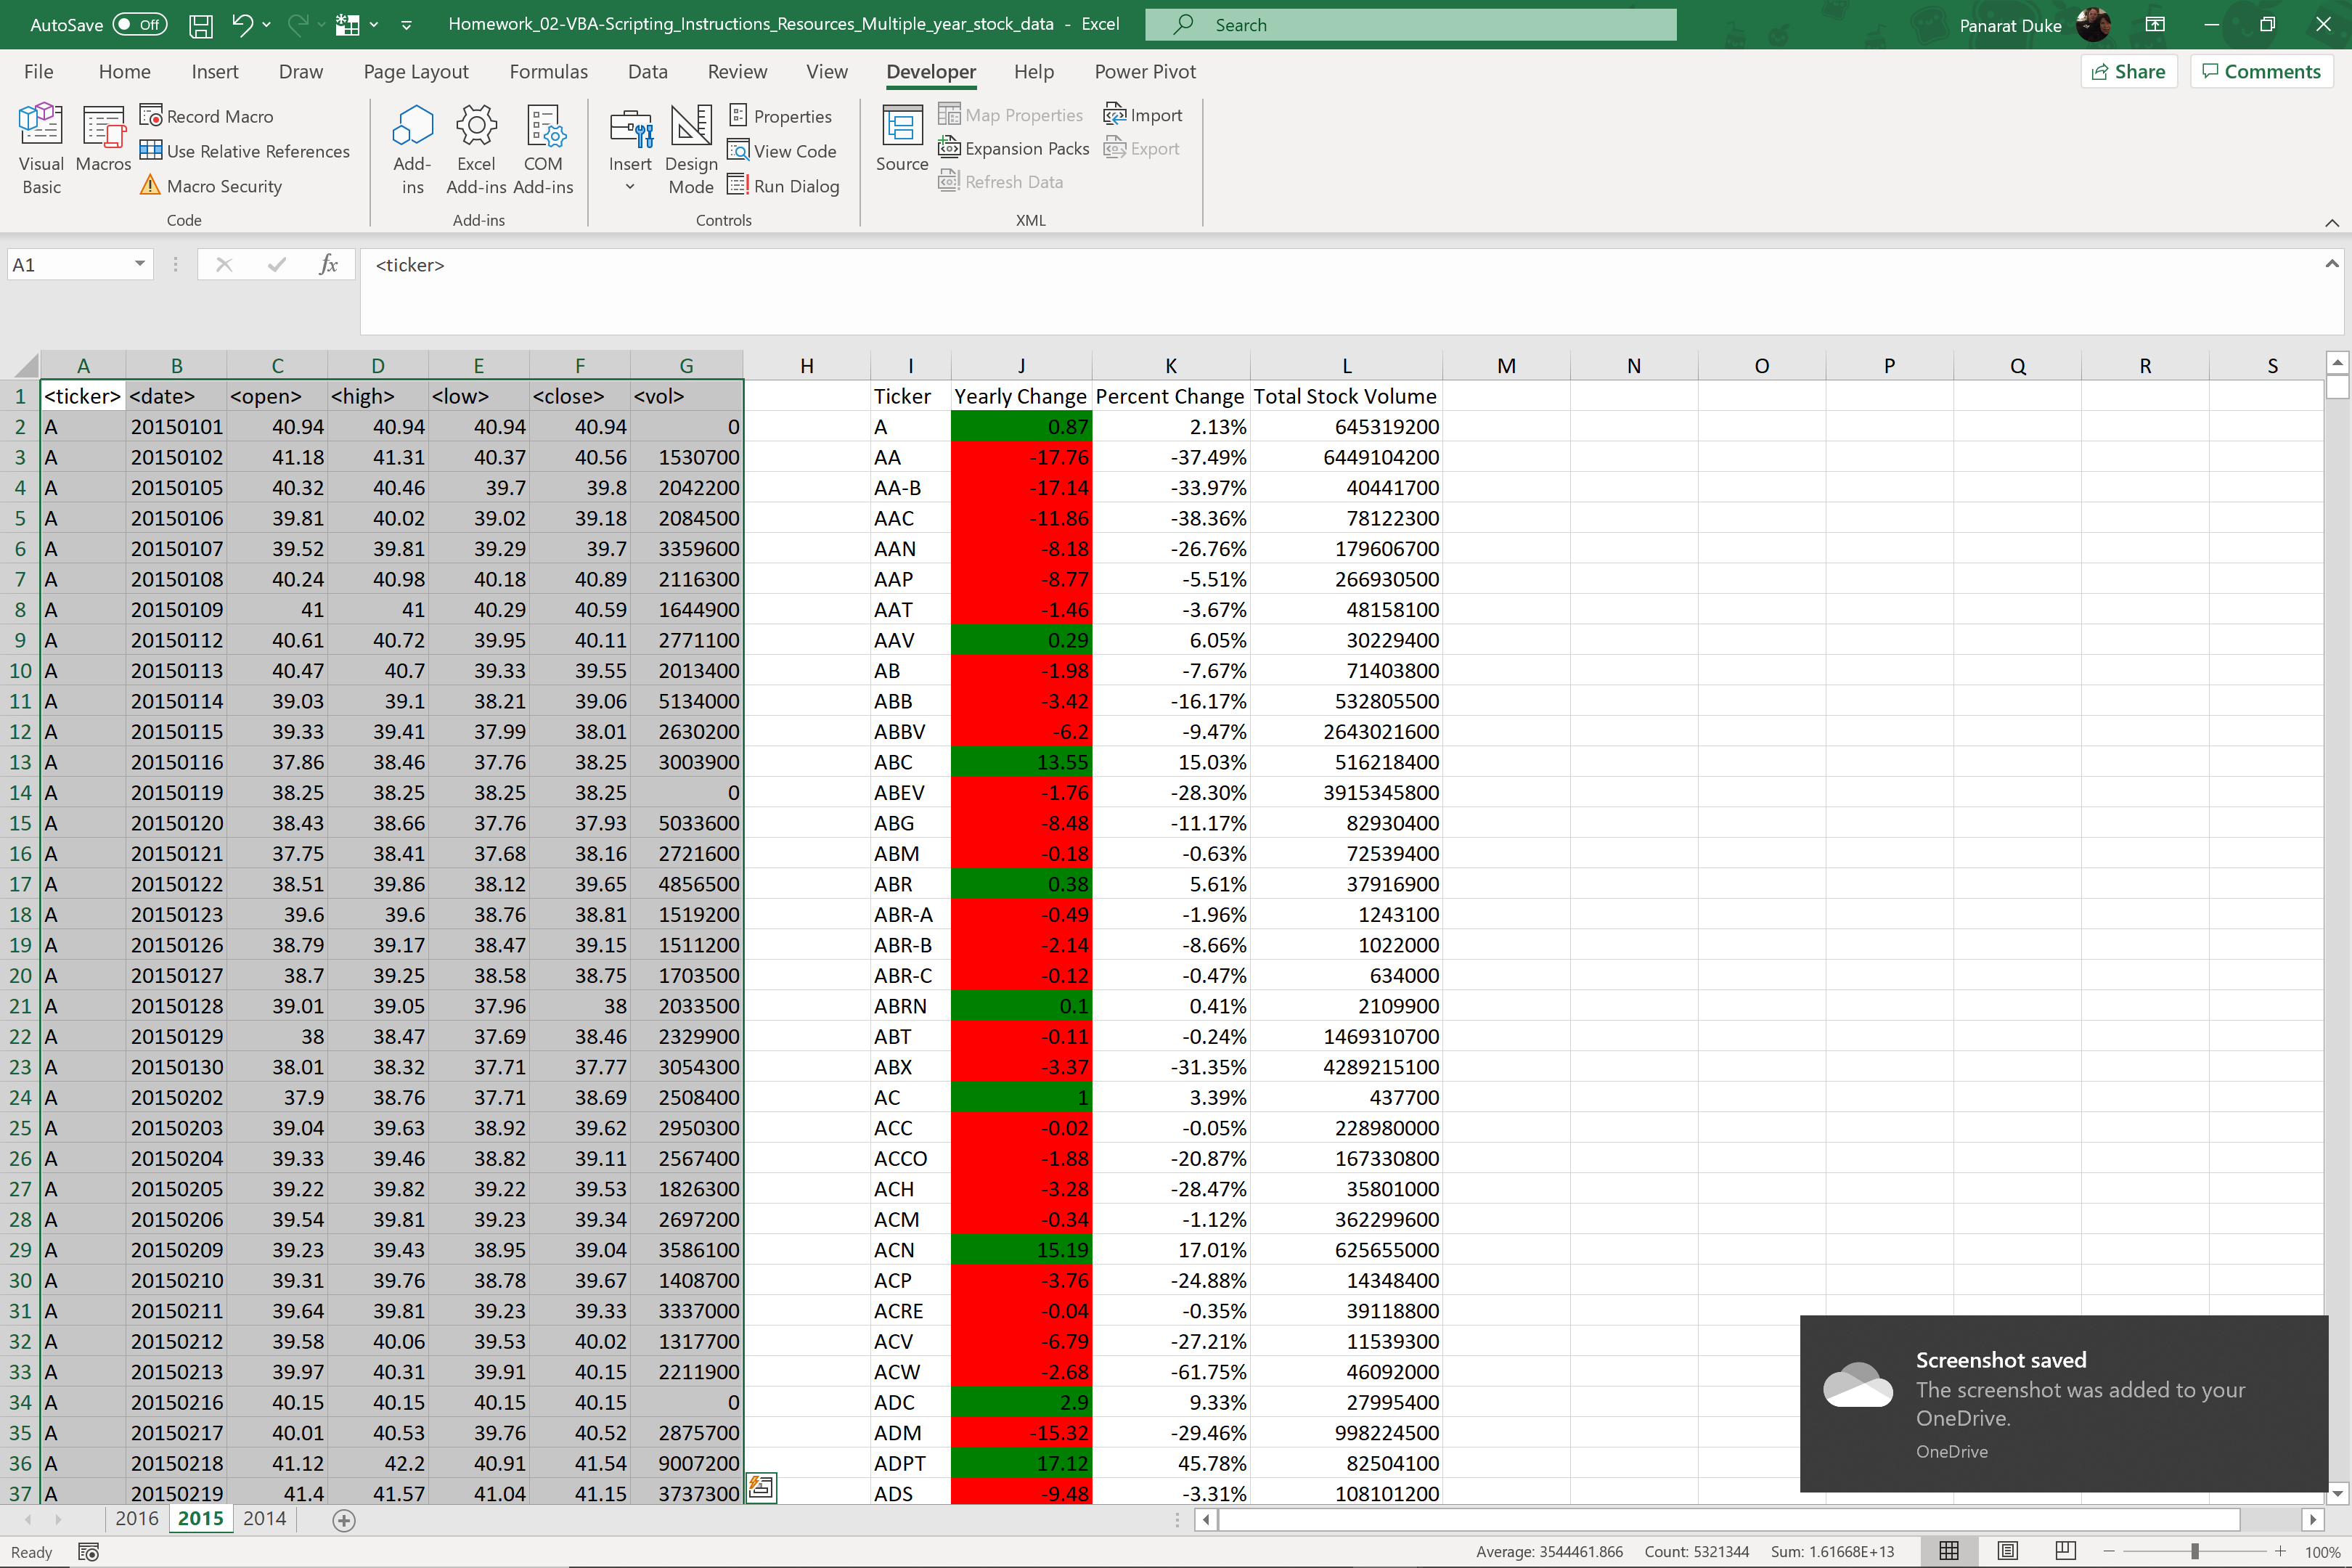 AutoSave Off Homework_02-VBA-Scripting_Instructions_Resources_Multiple_year_stock_data - Excel Search Panarat Duke
File Home Insert Draw Page Layout Formulas Data Review View Developer Help Power Pivot Share Comments
Visual Basic Macros Record Macro Use Relative References Macro Security
Add-ins Excel Add-ins COM Add-ins
Insert Design Mode Properties View Code Run Dialog
Source Map Properties Expansion Packs Refresh Data Import Export
Code Add-ins Controls XML
A1 fx <ticker>
A B C D E F G H I J K L M N O P Q R S
1 <ticker> <date> <open> <high> <low> <close> <vol> Ticker Yearly Change Percent Change Total Stock Volume
2 A 20150101 40.94 40.94 40.94 40.94 0 A 0.87 2.13% 645319200
3 A 20150102 41.18 41.31 40.37 40.56 1530700 AA -17.76 -37.49% 6449104200
4 A 20150105 40.32 40.46 39.7 39.8 2042200 AA-B -17.14 -33.97% 40441700
5 A 20150106 39.81 40.02 39.02 39.18 2084500 AAC -11.86 -38.36% 78122300
6 A 20150107 39.52 39.81 39.29 39.7 3359600 AAN -8.18 -26.76% 179606700
7 A 20150108 40.24 40.98 40.18 40.89 2116300 AAP -8.77 -5.51% 266930500
8 A 20150109 41 41 40.29 40.59 1644900 AAT -1.46 -3.67% 48158100
9 A 20150112 40.61 40.72 39.95 40.11 2771100 AAV 0.29 6.05% 30229400
10 A 20150113 40.47 40.7 39.33 39.55 2013400 AB -1.98 -7.67% 71403800
11 A 20150114 39.03 39.1 38.21 39.06 5134000 ABB -3.42 -16.17% 532805500
12 A 20150115 39.33 39.41 37.99 38.01 2630200 ABBV -6.2 -9.47% 2643021600
13 A 20150116 37.86 38.46 37.76 38.25 3003900 ABC 13.55 15.03% 516218400
14 A 20150119 38.25 38.25 38.25 38.25 0 ABEV -1.76 -28.30% 3915345800
15 A 20150120 38.43 38.66 37.76 37.93 5033600 ABG -8.48 -11.17% 82930400
16 A 20150121 37.75 38.41 37.68 38.16 2721600 ABM -0.18 -0.63% 72539400
17 A 20150122 38.51 39.86 38.12 39.65 4856500 ABR 0.38 5.61% 37916900
18 A 20150123 39.6 39.6 38.76 38.81 1519200 ABR-A -0.49 -1.96% 1243100
19 A 20150126 38.79 39.17 38.47 39.15 1511200 ABR-B -2.14 -8.66% 1022000
20 A 20150127 38.7 39.25 38.58 38.75 1703500 ABR-C -0.12 -0.47% 634000
21 A 20150128 39.01 39.05 37.96 38 2033500 ABRN 0.1 0.41% 2109900
22 A 20150129 38 38.47 37.69 38.46 2329900 ABT -0.11 -0.24% 1469310700
23 A 20150130 38.01 38.32 37.71 37.77 3054300 ABX -3.37 -31.35% 4289215100
24 A 20150202 37.9 38.76 37.71 38.69 2508400 AC 1 3.39% 437700
25 A 20150203 39.04 39.63 38.92 39.62 2950300 ACC -0.02 -0.05% 228980000
26 A 20150204 39.33 39.46 38.82 39.11 2567400 ACCO -1.88 -20.87% 167330800
27 A 20150205 39.22 39.82 39.22 39.53 1826300 ACH -3.28 -28.47% 35801000
28 A 20150206 39.54 39.81 39.23 39.34 2697200 ACM -0.34 -1.12% 362299600
29 A 20150209 39.23 39.43 38.95 39.04 3586100 ACN 15.19 17.01% 625655000
30 A 20150210 39.31 39.76 38.78 39.67 1408700 ACP -3.76 -24.88% 14348400
31 A 20150211 39.64 39.81 39.23 39.33 3337000 ACRE -0.04 -0.35% 39118800
32 A 20150212 39.58 40.06 39.53 40.02 1317700 ACV -6.79 -27.21% 11539300
33 A 20150213 39.97 40.31 39.91 40.15 2211900 ACW -2.68 -61.75% 46092000
34 A 20150216 40.15 40.15 40.15 40.15 0 ADC 2.9 9.33% 27995400
35 A 20150217 40.01 40.53 39.76 40.52 2875700 ADM -15.32 -29.46% 998224500
36 A 20150218 41.12 42.2 40.91 41.54 9007200 ADPT 17.12 45.78% 82504100
37 A 20150219 41.4 41.57 41.04 41.15 3737300 ADS -9.48 -3.31% 108101200
Screenshot saved
The screenshot was added to your
OneDrive.
OneDrive
2016 2015 2014
Ready Average: 3544461.866 Count: 5321344 Sum: 1.61668E+13 100%